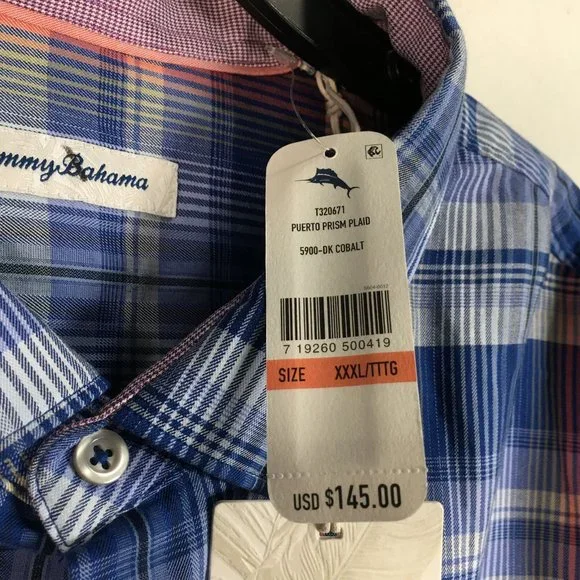 mmy Bahama
T320671
PUERTO PRISM PLAID
5900-DK COBALT
7 19260 500419
SIZE XXXL/TTTG
USD $145.00